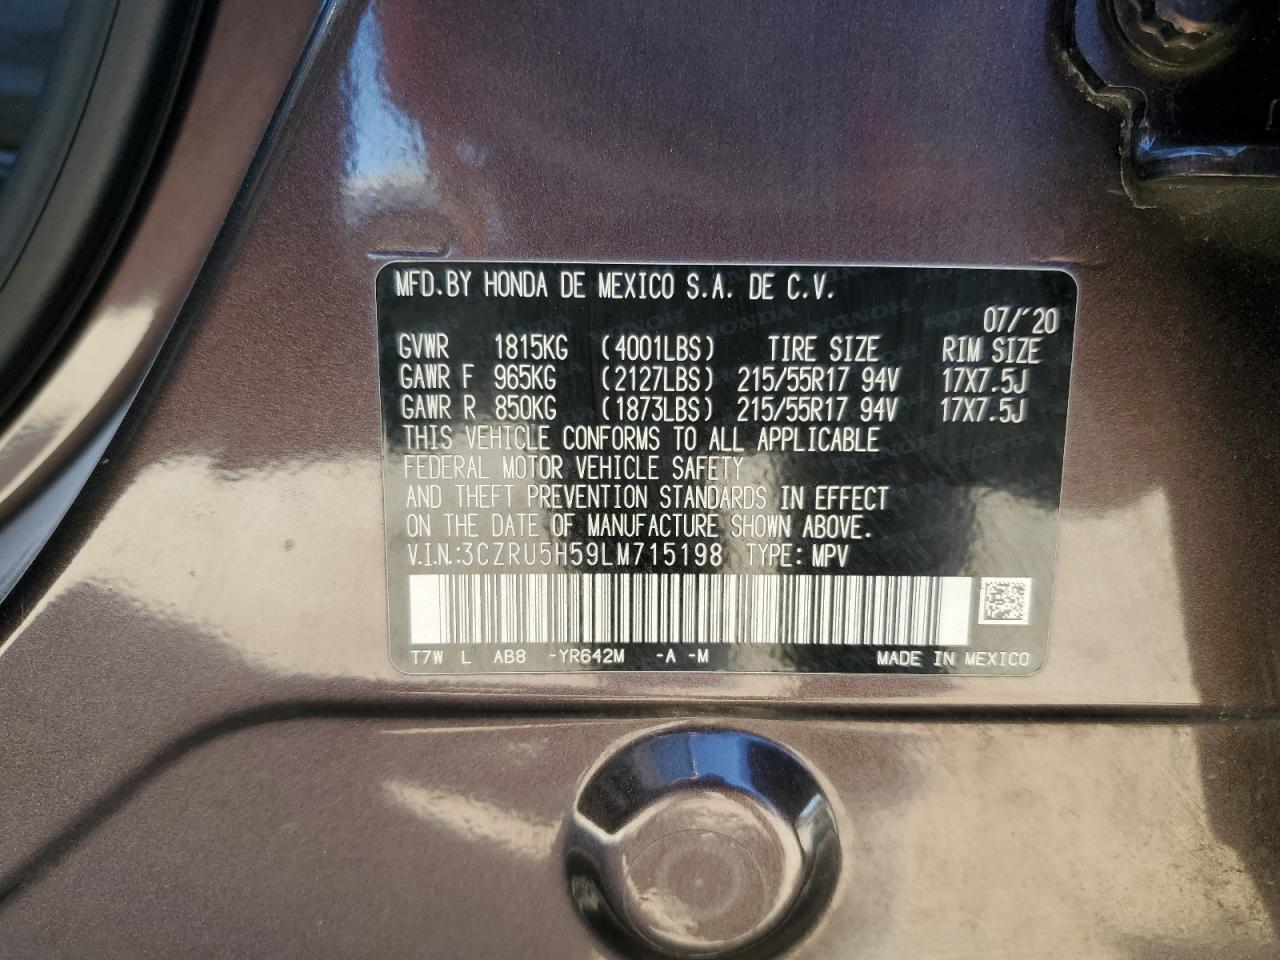 MFD.BY HONDA DE MEXICO S.A. DE C.V.
07/'20
GVWR 1815KG (4001LBS) TIRE SIZE RIM SIZE
GAWR F 965KG (2127LBS) 215/55R17 94V 17X7.5J
GAWR R 850KG (1873LBS) 215/55R17 94V 17X7.5J
THIS VEHICLE CONFORMS TO ALL APPLICABLE
FEDERAL MOTOR VEHICLE SAFETY
AND THEFT PREVENTION STANDARDS IN EFFECT
ON THE DATE OF MANUFACTURE SHOWN ABOVE.
V.I.N.:3CZRU5H59LM715198 TYPE: MPV
T7W L AB8 -YR642M -A -M MADE IN MEXICO